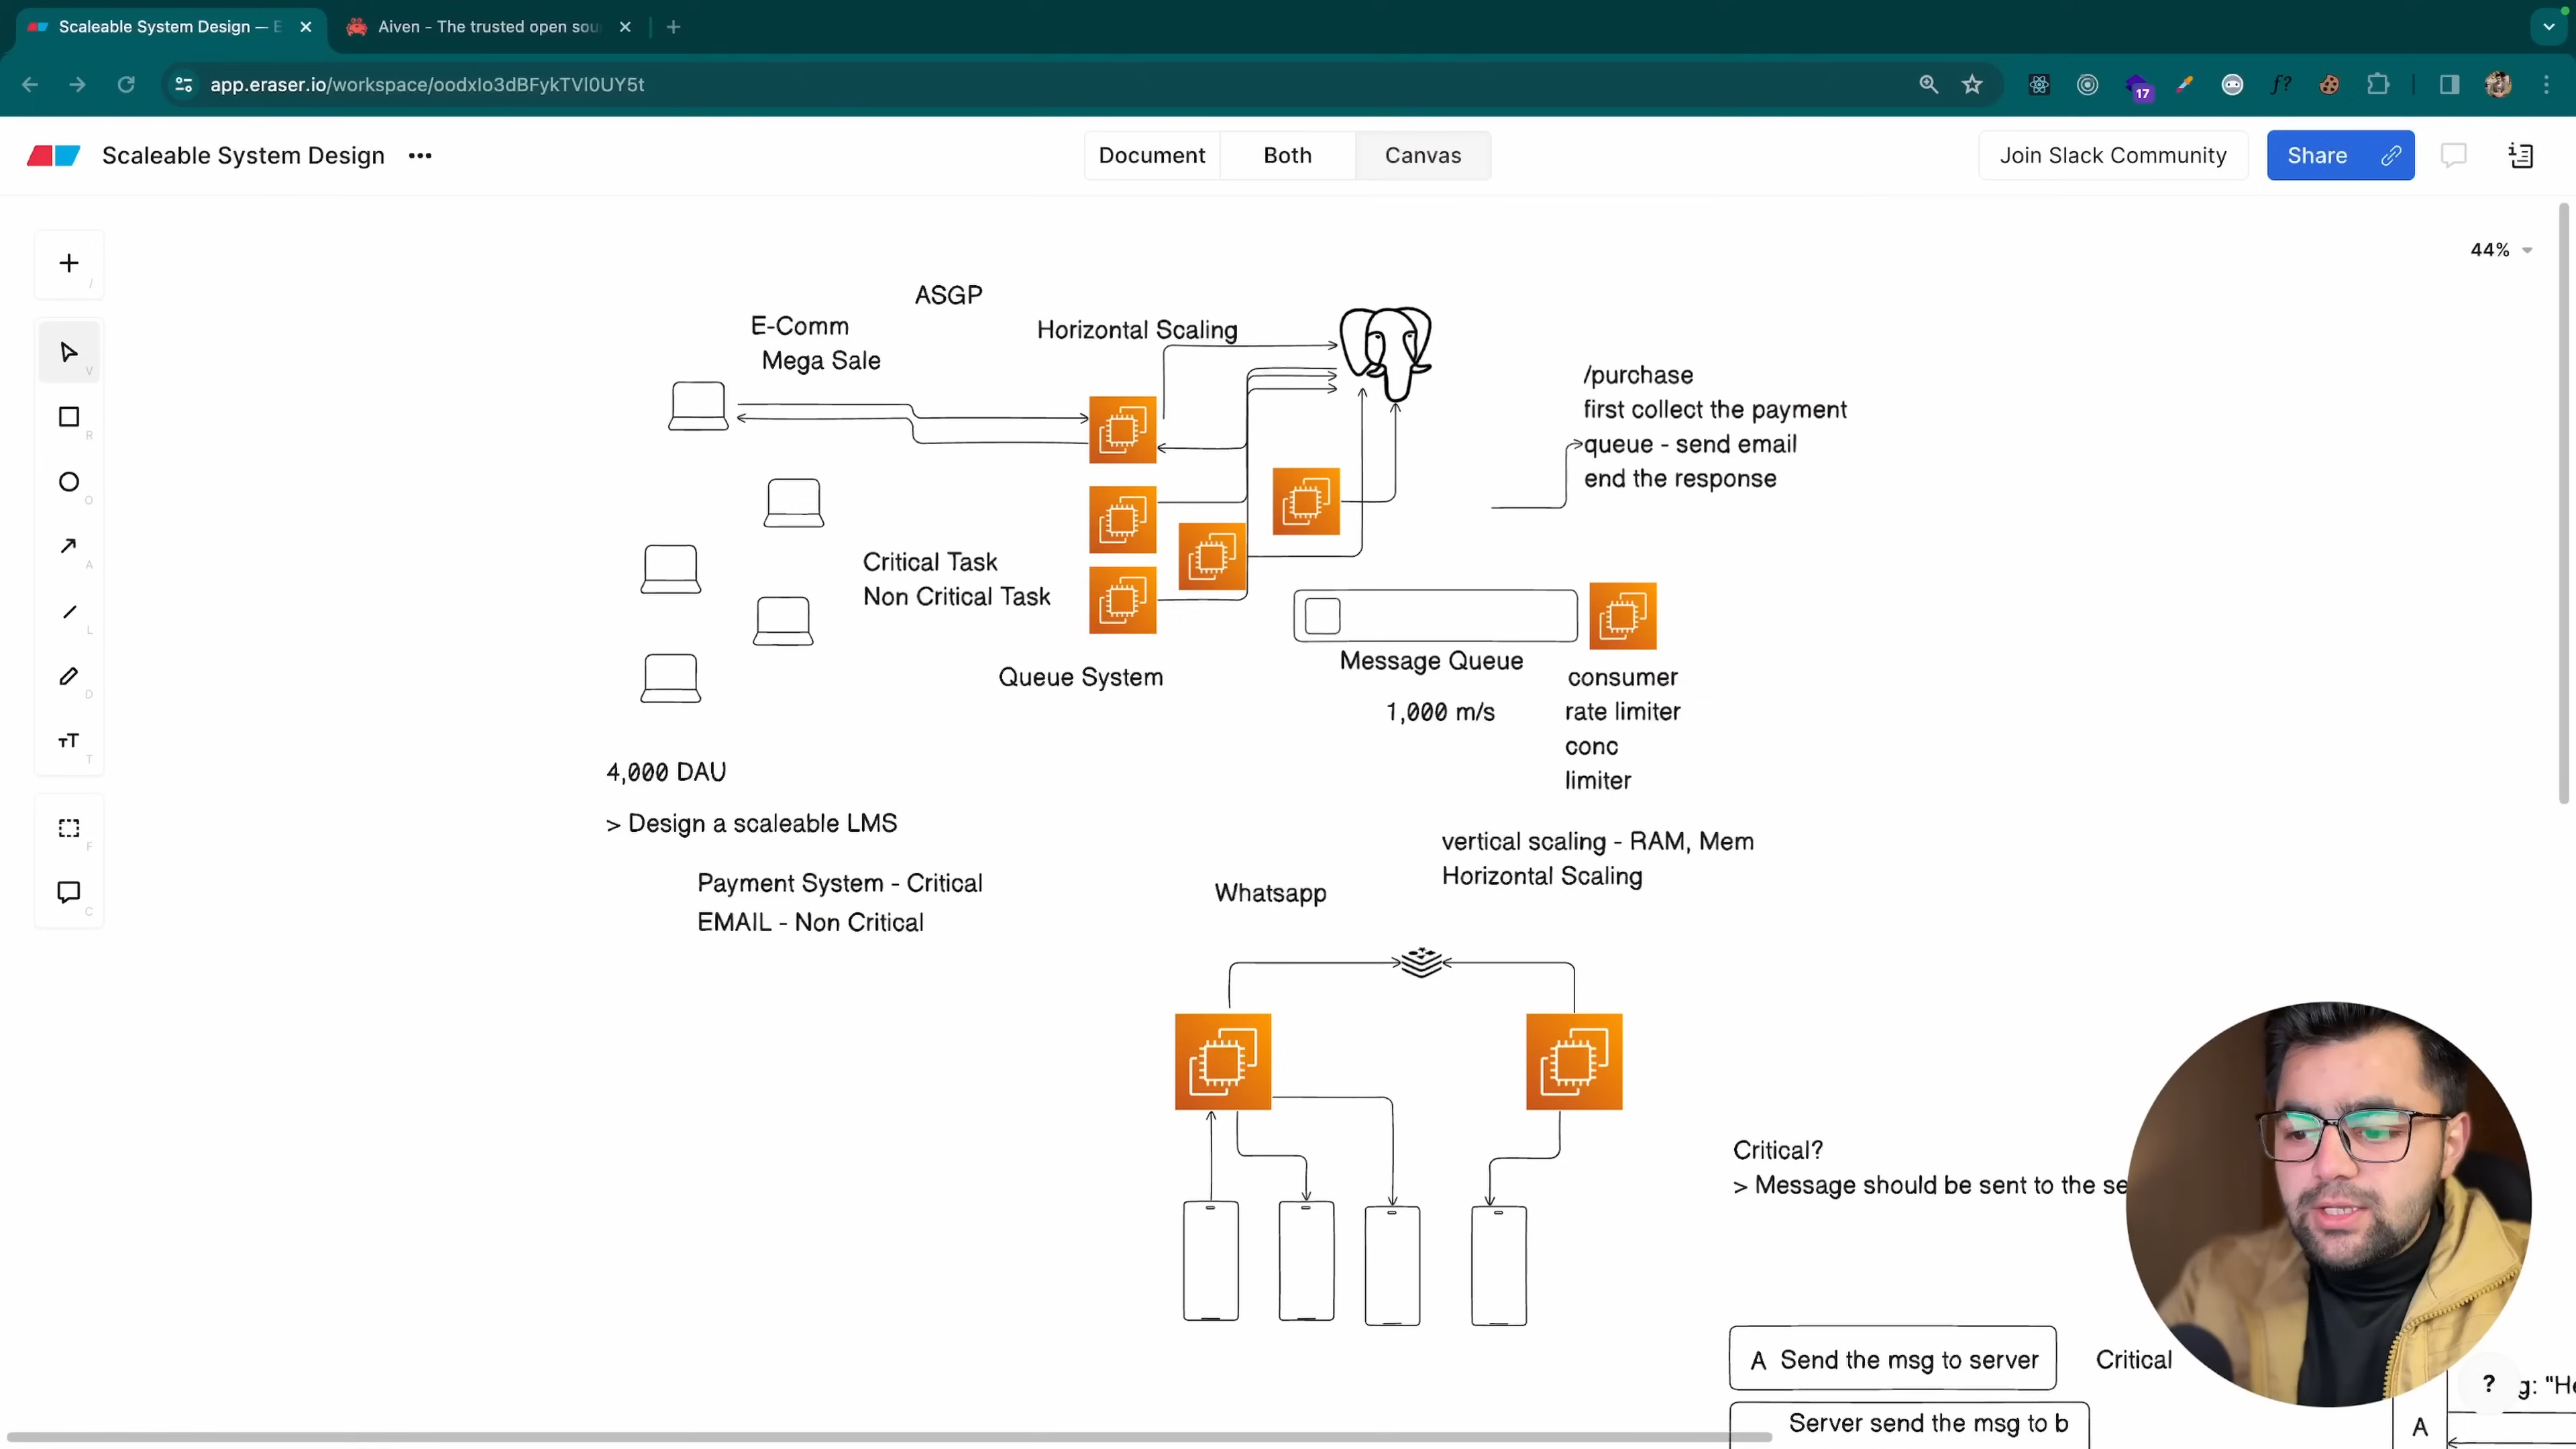 Scaleable System Design — E
Aiven - The trusted open sou
app.eraser.io/workspace/oodxIo3dBFykTVl0UY5t
17
f?
Scaleable System Design
Document
Both
Canvas
Join Slack Community
Share
44%
/
V
R
O
A
L
D
TT
T
F
C
ASGP
E-Comm
Mega Sale
Horizontal Scaling
/purchase
first collect the payment
queue - send email
end the response
Critical Task
Non Critical Task
Queue System
Message Queue
1,000 m/s
consumer
rate limiter
conc
limiter
4,000 DAU
> Design a scaleable LMS
Payment System - Critical
EMAIL - Non Critical
vertical scaling - RAM, Mem
Horizontal Scaling
Whatsapp
Critical?
> Message should be sent to the se
A Send the msg to server
Critical
Server send the msg to b
?
g: "He
A